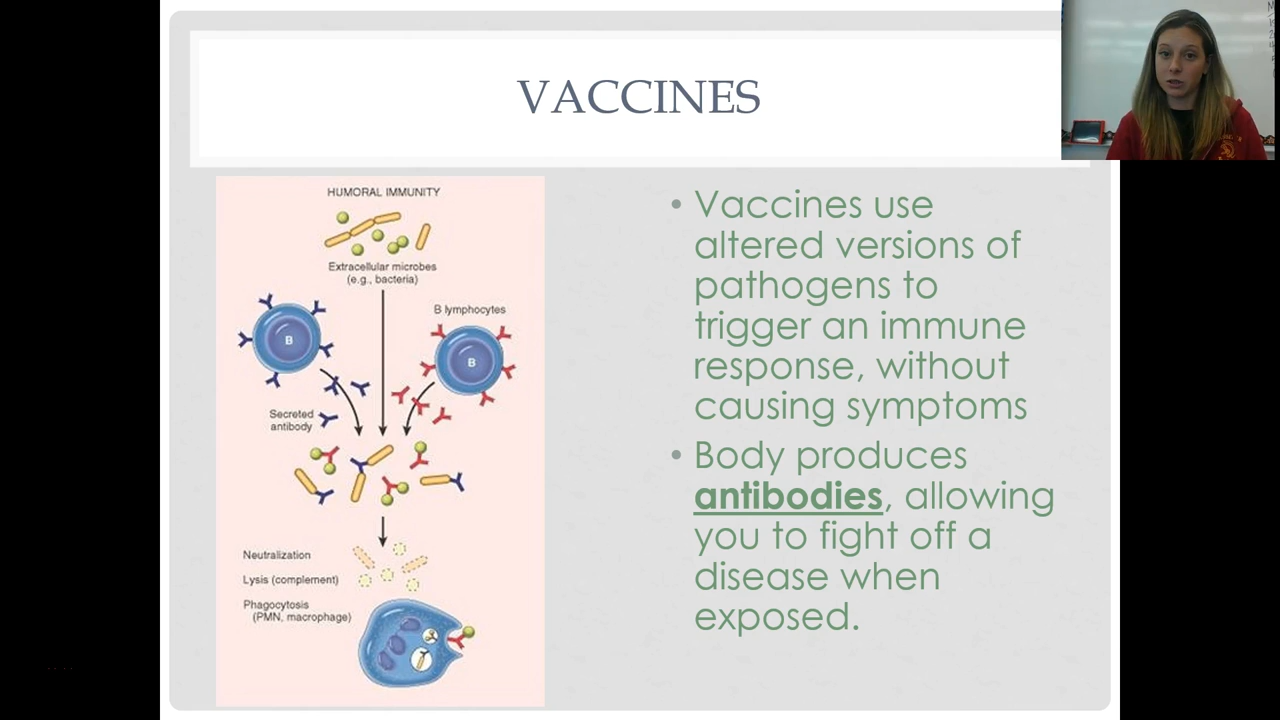 VACCINES
HUMORAL IMMUNITY
Extracellular microbes
(e.g., bacteria)
B lymphocytes
B
B
Secreted
antibody
Neutralization
Lysis (complement)
Phagocytosis
(PMN, macrophage)
• Vaccines use
altered versions of
pathogens to
trigger an immune
response, without
causing symptoms
• Body produces
antibodies, allowing
you to fight off a
disease when
exposed.